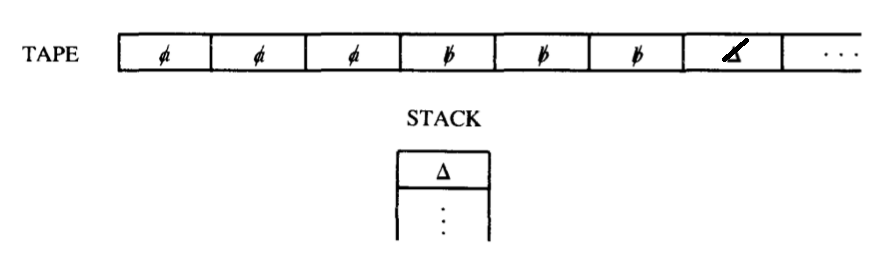 TAPE a a a b b b Δ ...
STACK
Δ
⋮